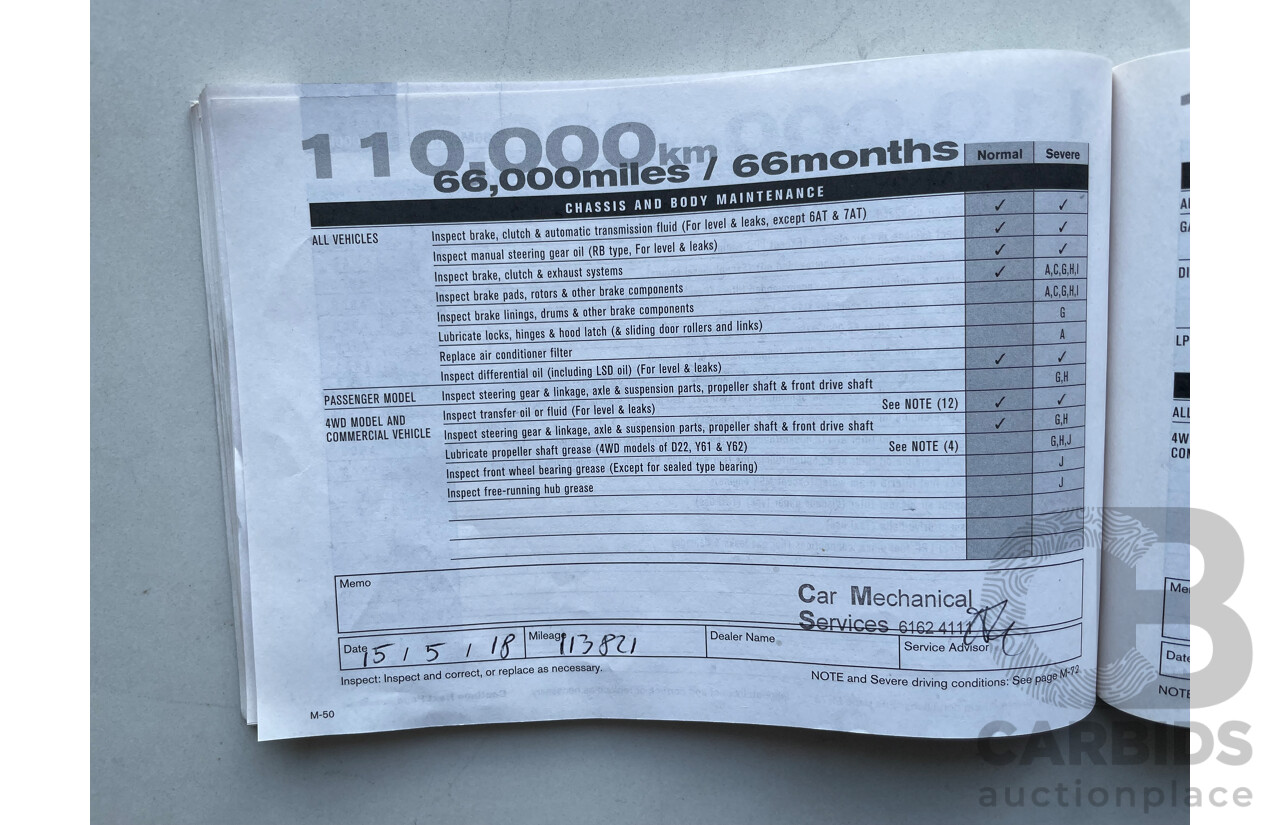 110,000km
66,000miles / 66months
Normal Severe
CHASSIS AND BODY MAINTENANCE
ALL VEHICLES
Inspect brake, clutch & automatic transmission fluid (For level & leaks, except 6AT & 7AT) ✓ ✓
Inspect manual steering gear oil (RB type, For level & leaks) ✓ ✓
Inspect brake, clutch & exhaust systems ✓ ✓
Inspect brake pads, rotors & other brake components ✓ A,C,G,H,I
Inspect brake linings, drums & other brake components A,C,G,H,I
Lubricate locks, hinges & hood latch (& sliding door rollers and links) G
Replace air conditioner filter A
Inspect differential oil (including LSD oil) (For level & leaks) ✓ ✓
PASSENGER MODEL Inspect steering gear & linkage, axle & suspension parts, propeller shaft & front drive shaft G,H
4WD MODEL AND COMMERCIAL VEHICLE
Inspect transfer oil or fluid (For level & leaks) See NOTE (12) ✓ ✓
Inspect steering gear & linkage, axle & suspension parts, propeller shaft & front drive shaft ✓ G,H
Lubricate propeller shaft grease (4WD models of D22, Y61 & Y62) See NOTE (4) G,H,J
Inspect front wheel bearing grease (Except for sealed type bearing) J
Inspect free-running hub grease J
Memo
Car Mechanical
Services 6162 4111
Date 15 / 5 / 18 Mileage 113821 Dealer Name Service Advisor
Inspect: Inspect and correct, or replace as necessary. NOTE and Severe driving conditions: See page M-72.
M-50
LP
ALL
4W
CO
Me
Date
NOTE
CB
CARBIDS
auctionplace